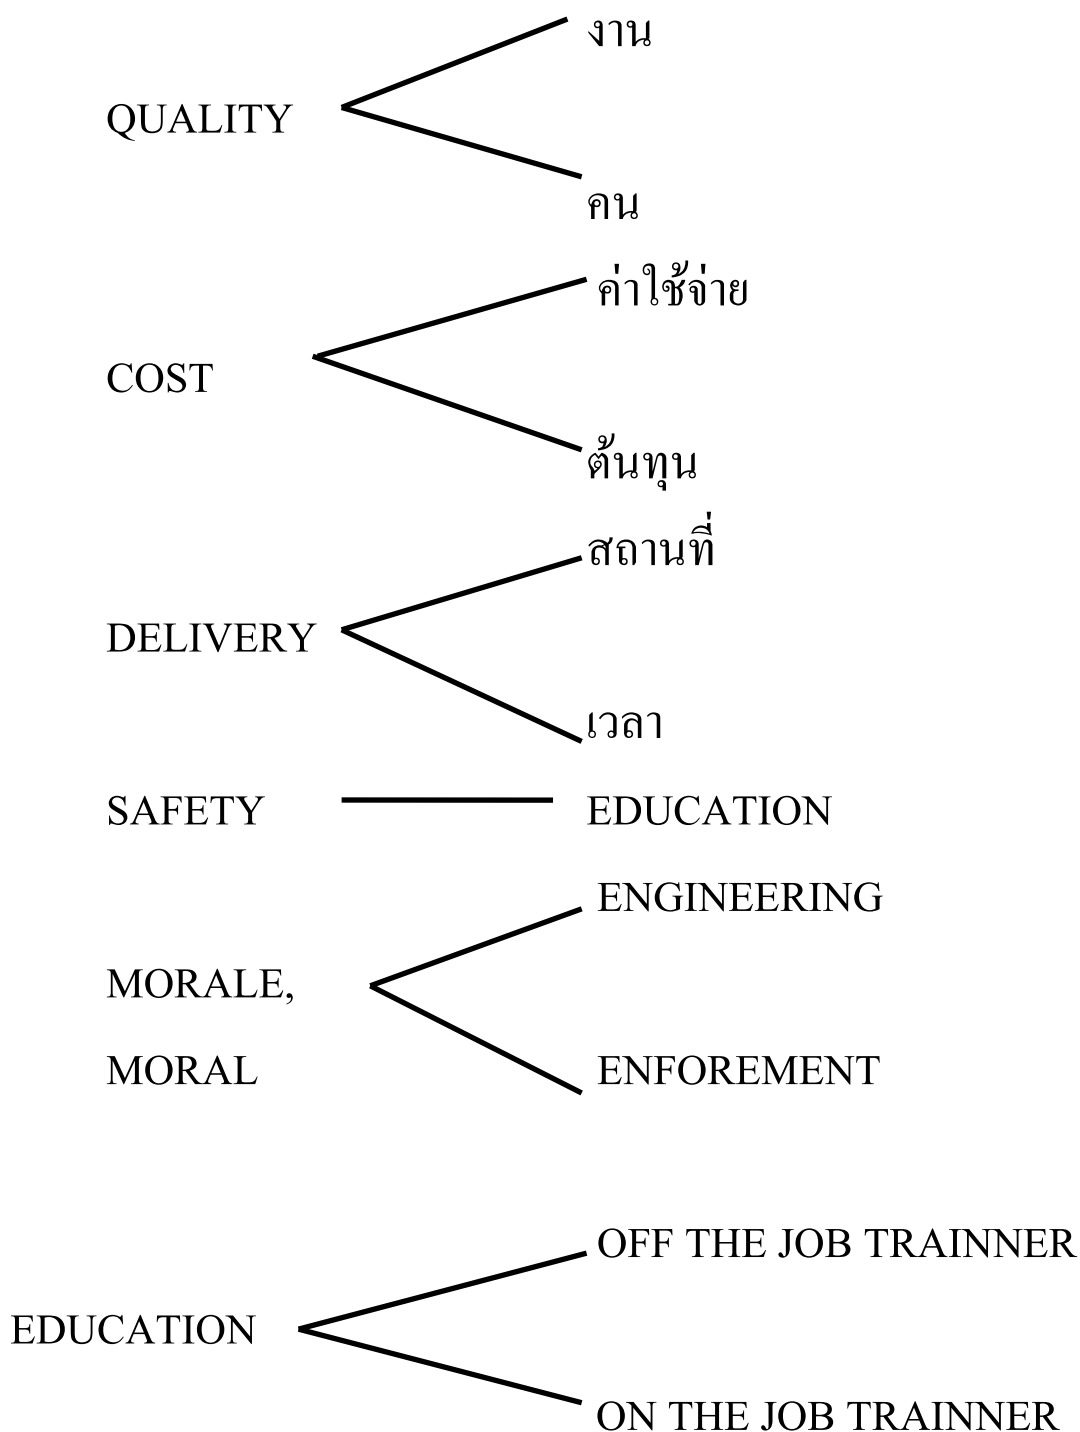 งาน
QUALITY
คน
ค่าใช้จ่าย
COST
ต้นทุน
สถานที่
DELIVERY
เวลา
SAFETY EDUCATION
ENGINEERING
MORALE,
MORAL ENFOREMENT
OFF THE JOB TRAINNER
EDUCATION
ON THE JOB TRAINNER